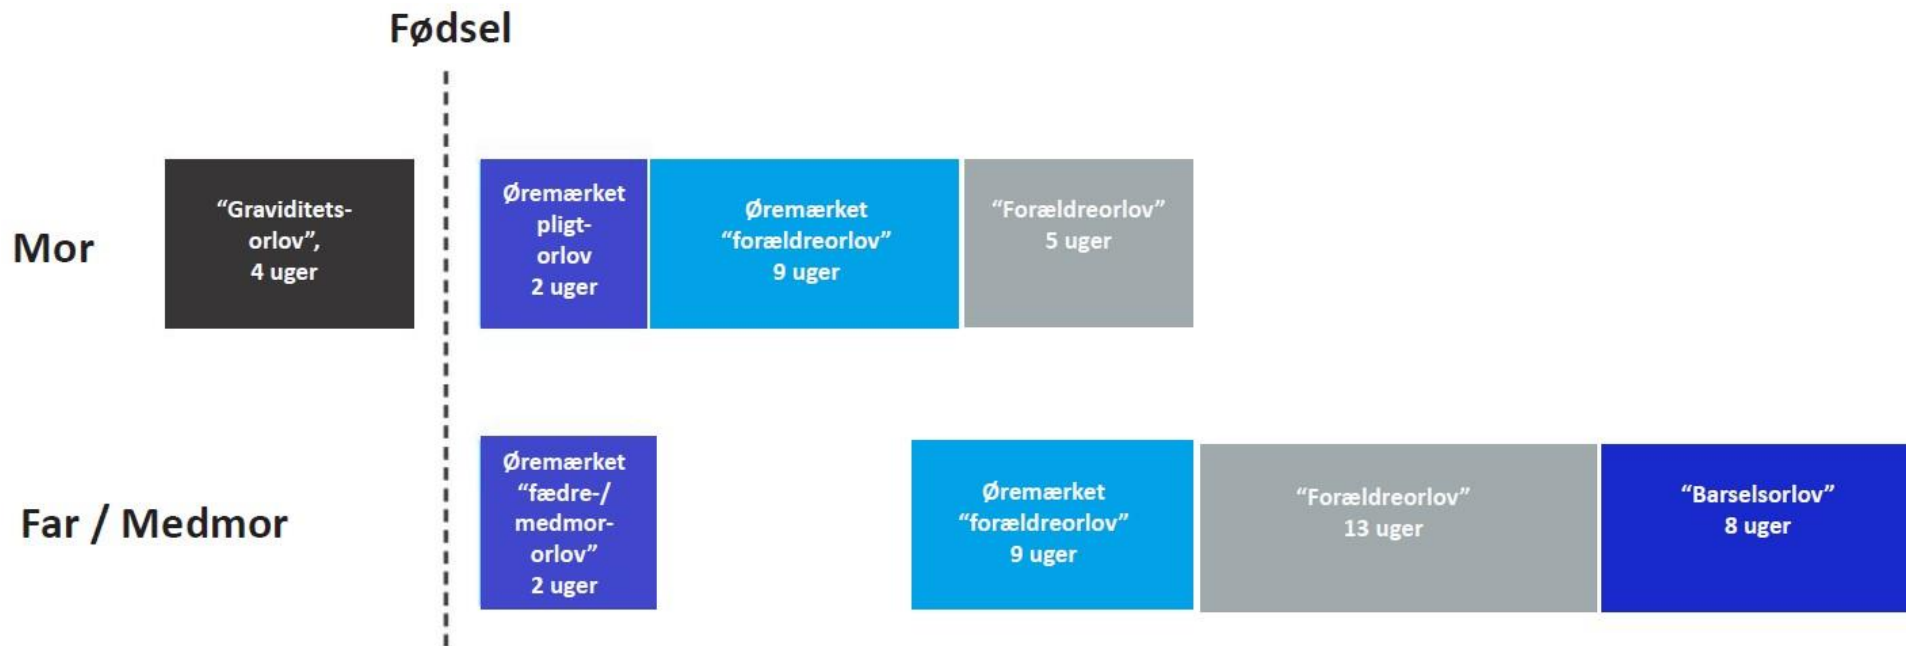 Fødsel
Mor
“Graviditets-
orlov”,
4 uger
Øremærket
pligt-
orlov
2 uger
Øremærket
“forældreorlov”
9 uger
“Forældreorlov”
5 uger
Far / Medmor
Øremærket
“fædre-/
medmor-
orlov”
2 uger
Øremærket
“forældreorlov”
9 uger
“Forældreorlov”
13 uger
“Barselsorlov”
8 uger